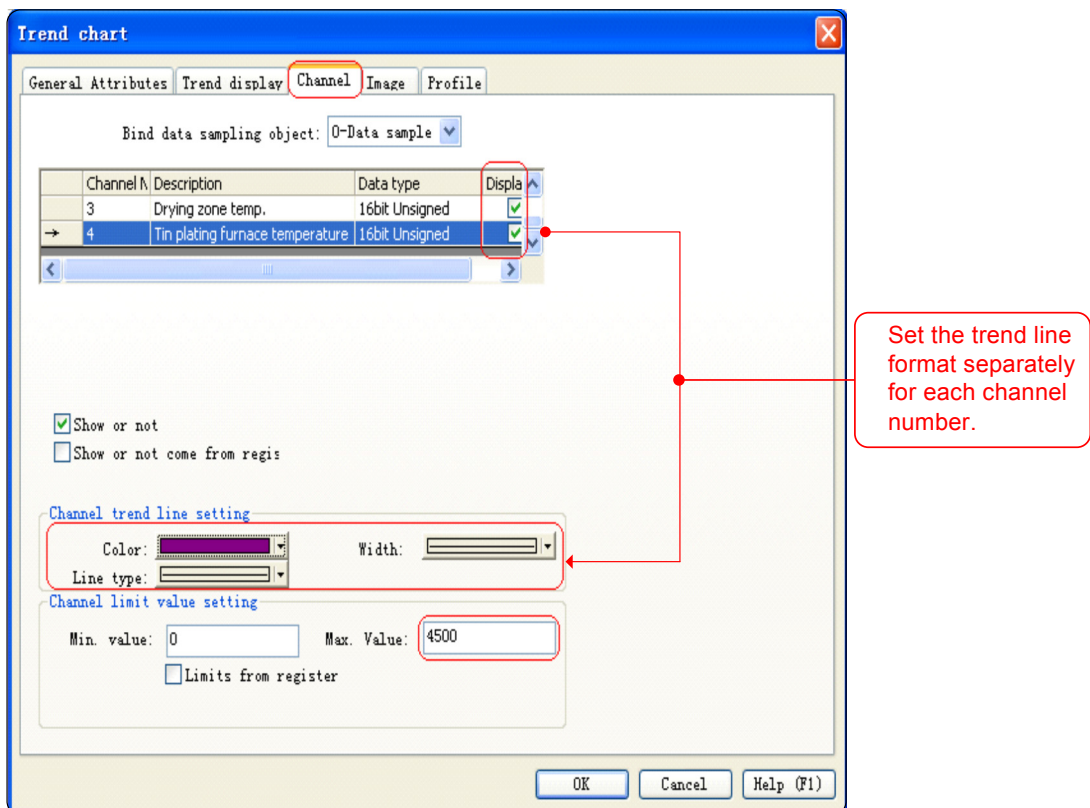 Trend chart
General Attributes Trend display Channel Image Profile
Bind data sampling object: 0-Data sample
Channel N Description Data type Displa
3 Drying zone temp. 16bit Unsigned
4 Tin plating furnace temperature 16bit Unsigned
Set the trend line
format separately
for each channel
number.
Show or not
Show or not come from regis
Channel trend line setting
Color: Width:
Line type:
Channel limit value setting
Min. value: 0 Max. Value: 4500
Limits from register
OK Cancel Help (F1)